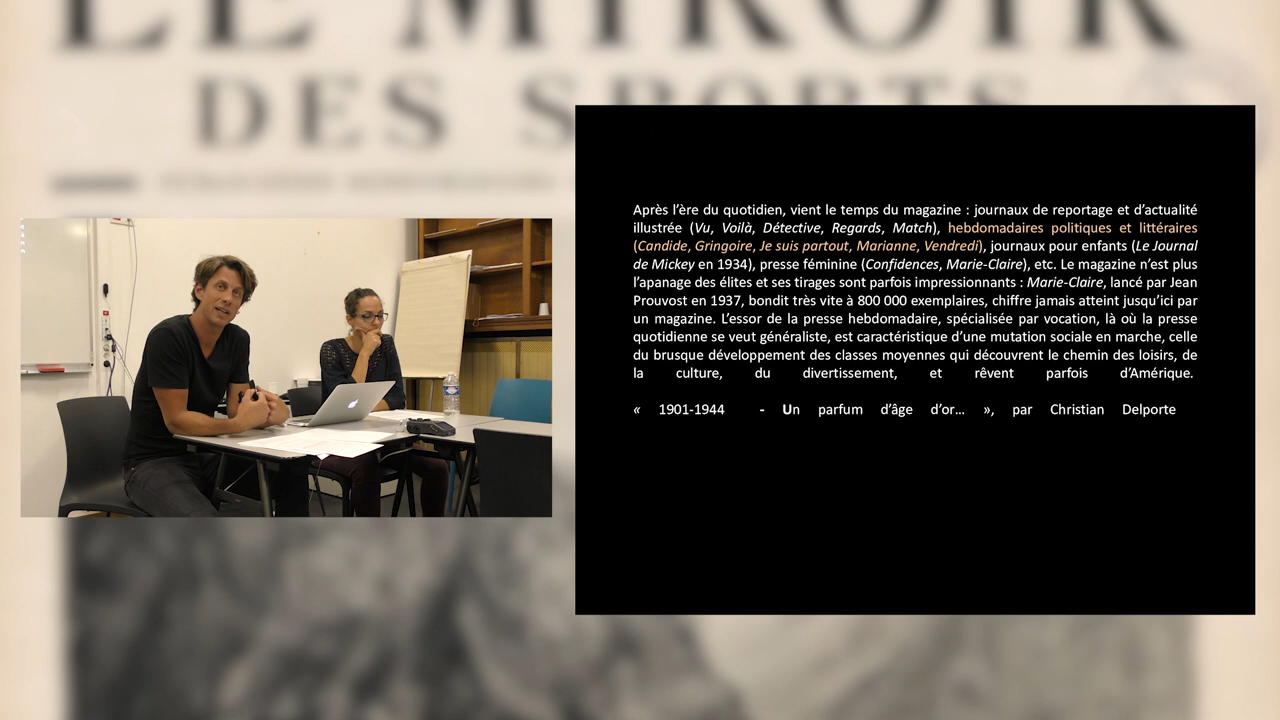 LE MIROIR
DES SPORTS
Après l’ère du quotidien, vient le temps du magazine : journaux de reportage et d’actualité
illustrée (Vu, Voilà, Détective, Regards, Match), hebdomadaires politiques et littéraires
(Candide, Gringoire, Je suis partout, Marianne, Vendredi), journaux pour enfants (Le Journal
de Mickey en 1934), presse féminine (Confidences, Marie-Claire), etc. Le magazine n’est plus
l’apanage des élites et ses tirages sont parfois impressionnants : Marie-Claire, lancé par Jean
Prouvost en 1937, bondit très vite à 800 000 exemplaires, chiffre jamais atteint jusqu’ici par
un magazine. L’essor de la presse hebdomadaire, spécialisée par vocation, là où la presse
quotidienne se veut généraliste, est caractéristique d’une mutation sociale en marche, celle
du brusque développement des classes moyennes qui découvrent le chemin des loisirs, de
la culture, du divertissement, et rêvent parfois d’Amérique.
« 1901-1944 - Un parfum d’âge d’or… », par Christian Delporte